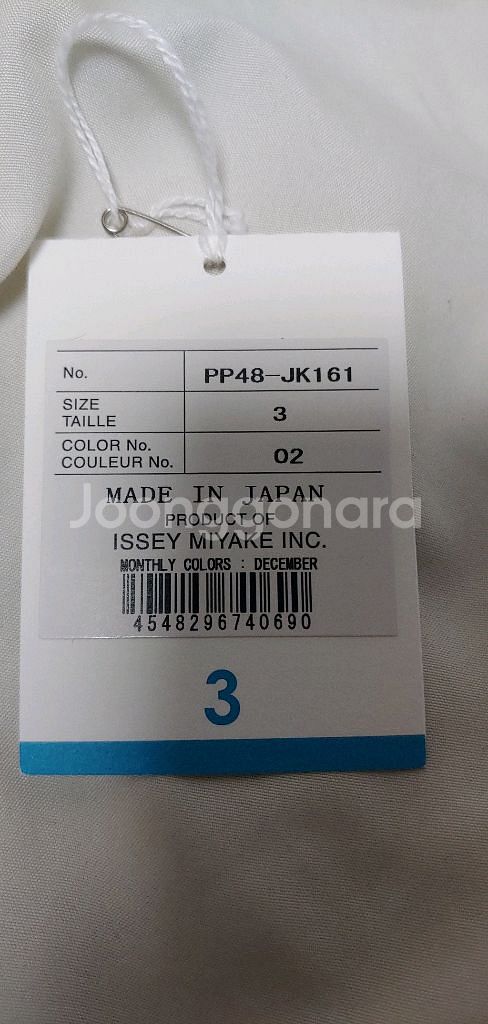 No. PP48-JK161
SIZE
TAILLE 3
COLOR No.
COULEUR No. 02
MADE IN JAPAN
Joonggonara
PRODUCT OF
ISSEY MIYAKE INC.
MONTHLY COLORS : DECEMBER
4548296740690
3